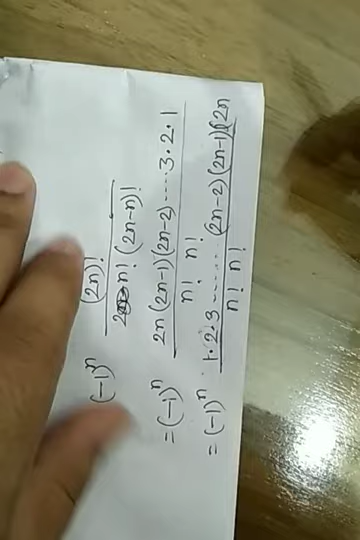 (-1)^n (2n)! / n! (2n-n)!
= (-1)^n 2n(2n-1)(2n-2).....3.2.1 / n! n!
= (-1)^n 1.2.3...... (2n-2)(2n-1)(2n / n! n!